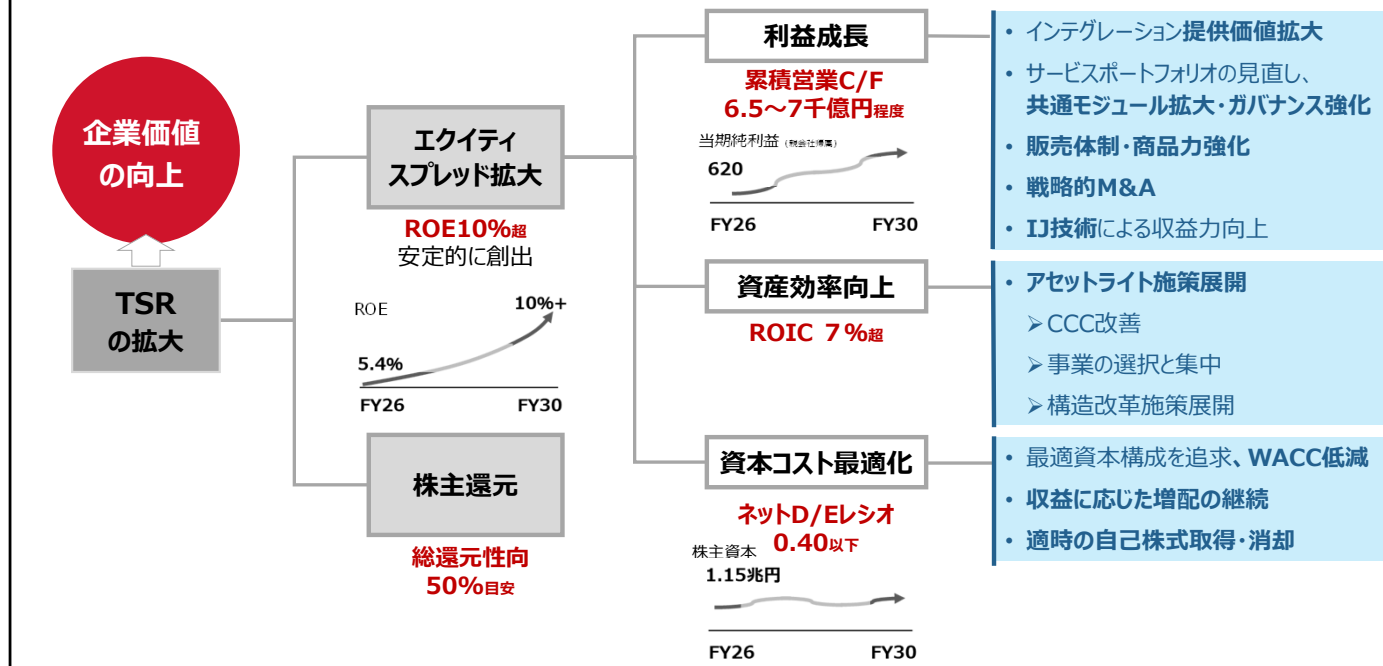 企業価値
の向上
TSR
の拡大
エクイティ
スプレッド拡大
ROE10%超
安定的に創出
ROE
10%+
5.4%
FY26
FY30
株主還元
総還元性向
50%目安
利益成長
累積営業C/F
6.5～7千億円程度
当期純利益 (親会社帰属)
620
FY26
FY30
資産効率向上
ROIC 7%超
資本コスト最適化
ネットD/Eレシオ
0.40以下
株主資本
1.15兆円
FY26
FY30
• インテグレーション提供価値拡大
• サービスポートフォリオの見直し、
共通モジュール拡大・ガバナンス強化
• 販売体制・商品力強化
• 戦略的M&A
• IJ技術による収益力向上
• アセットライト施策展開
➢CCC改善
➢事業の選択と集中
➢構造改革施策展開
• 最適資本構成を追求、WACC低減
• 収益に応じた増配の継続
• 適時の自己株式取得・消却